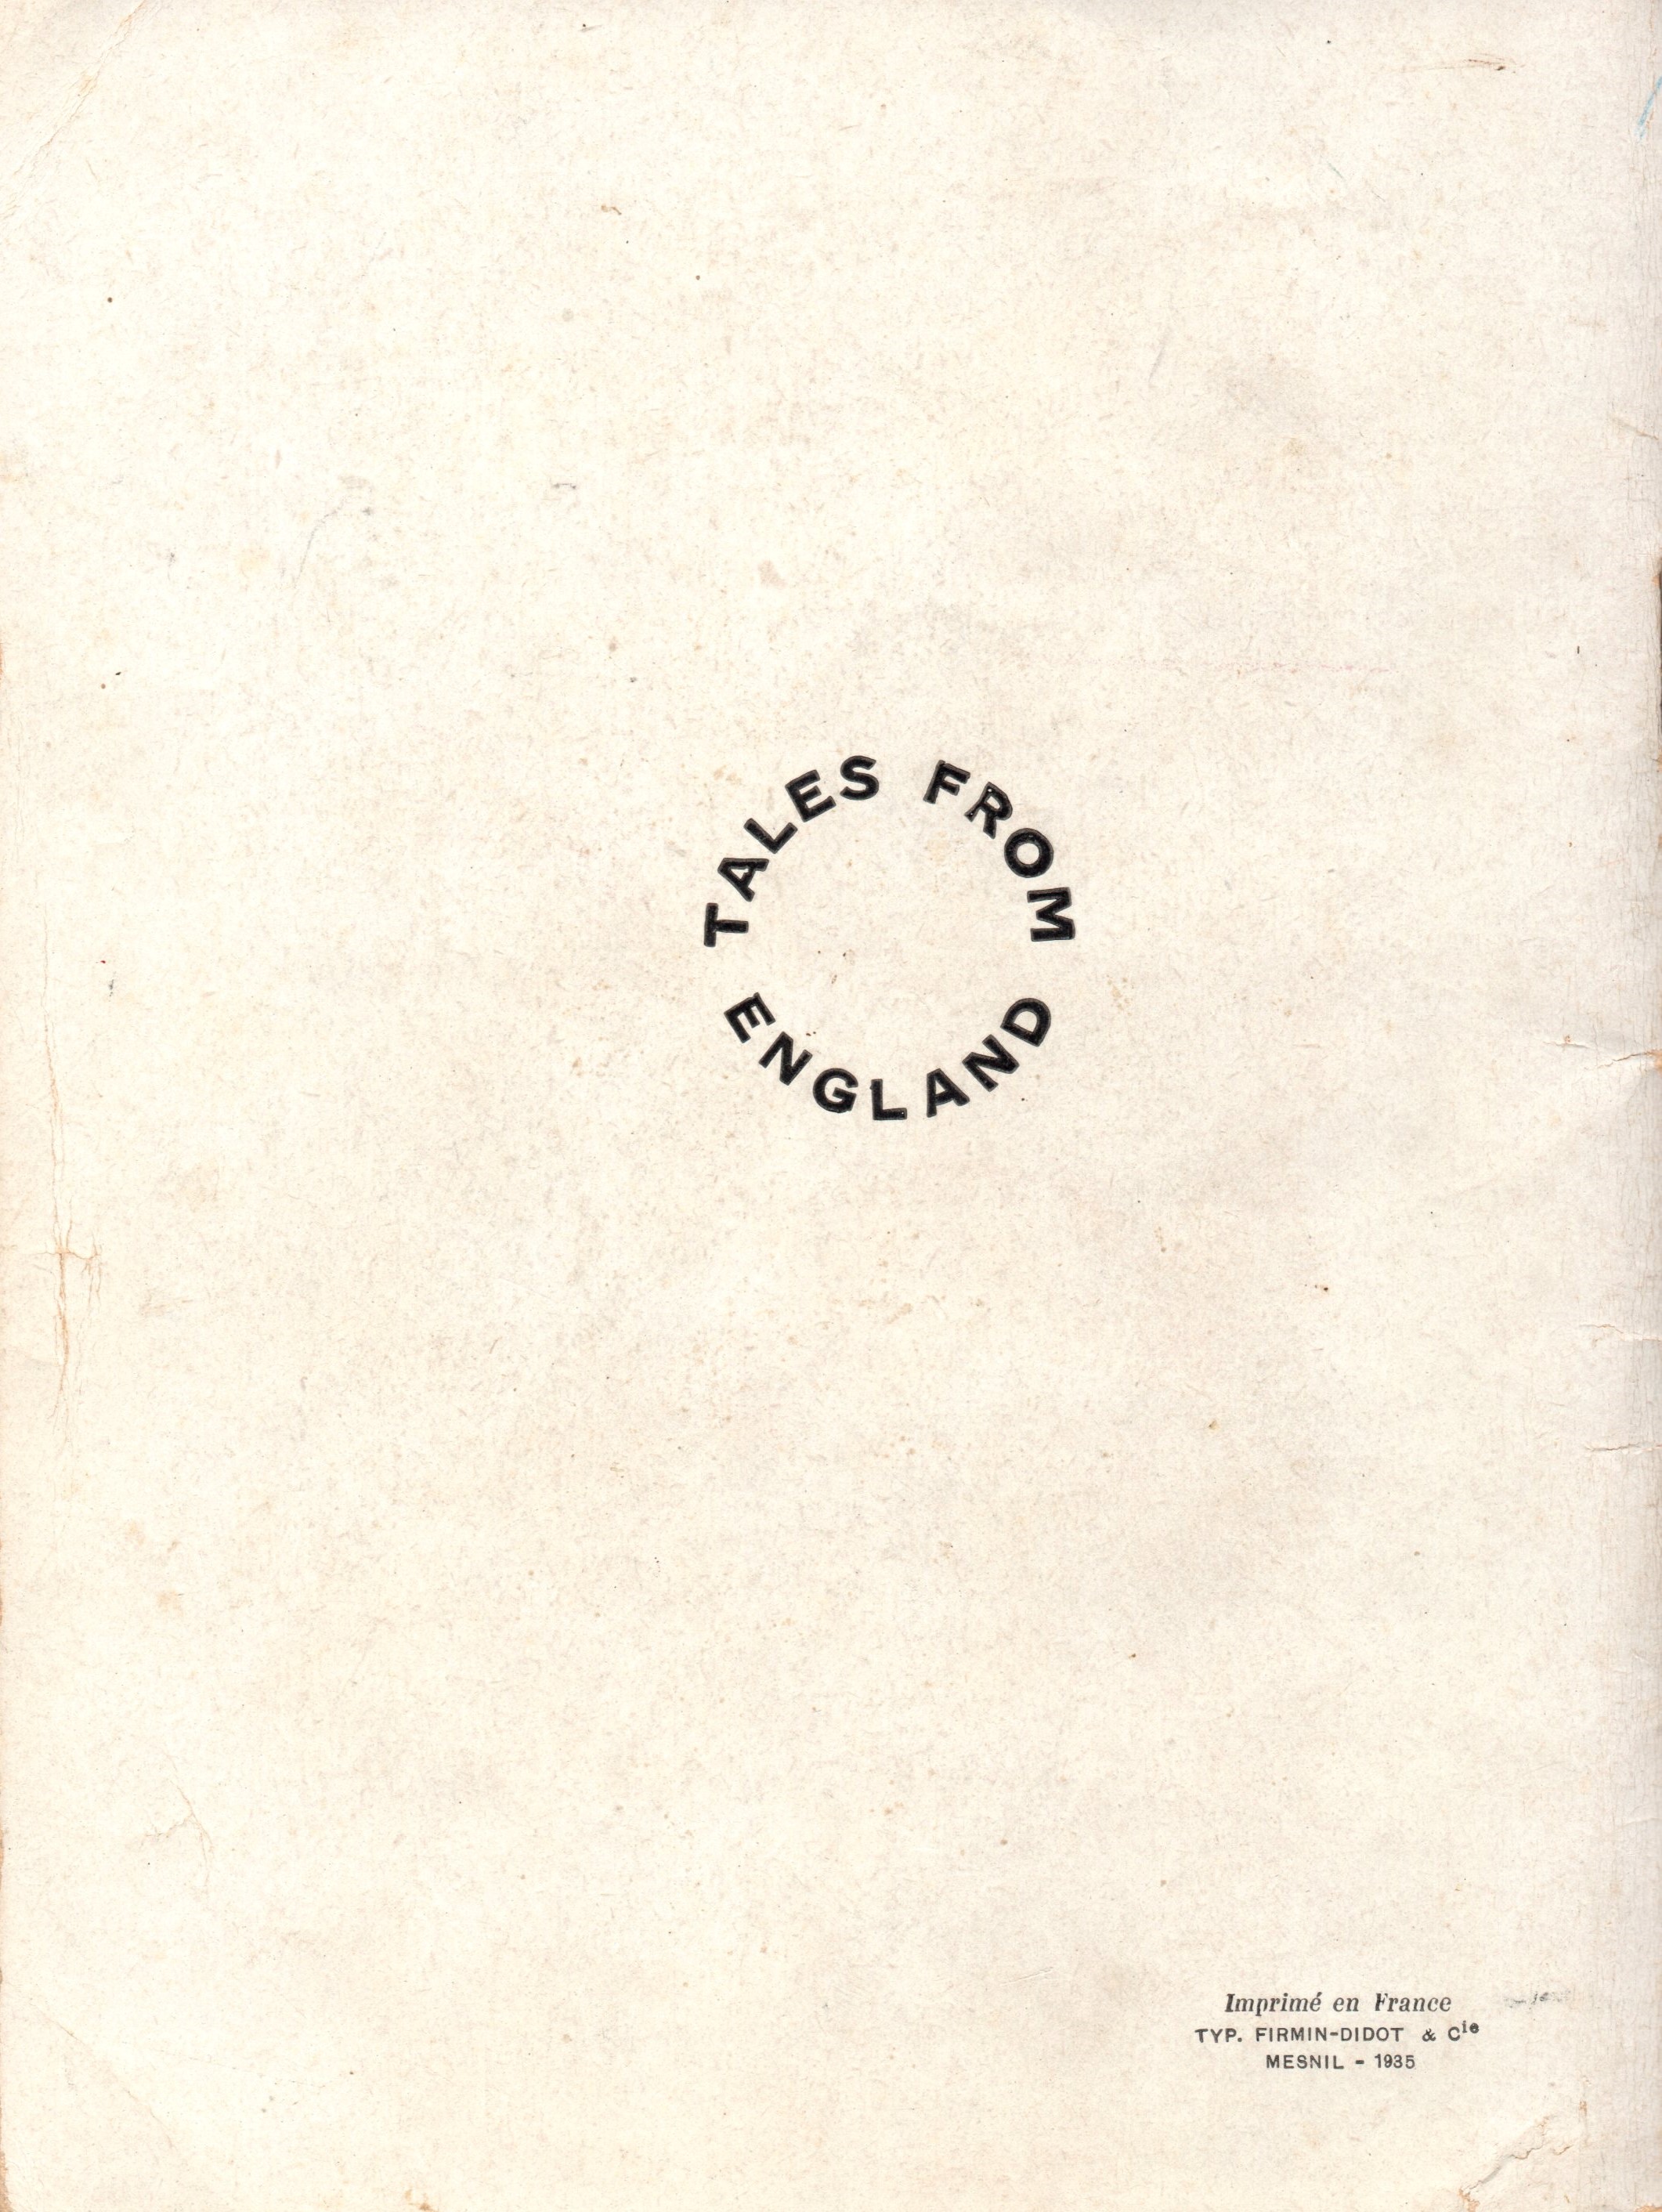 TALES FROM
ENGLAND
Imprimé en France
TYP. FIRMIN-DIDOT & Cie
MESNIL - 1935